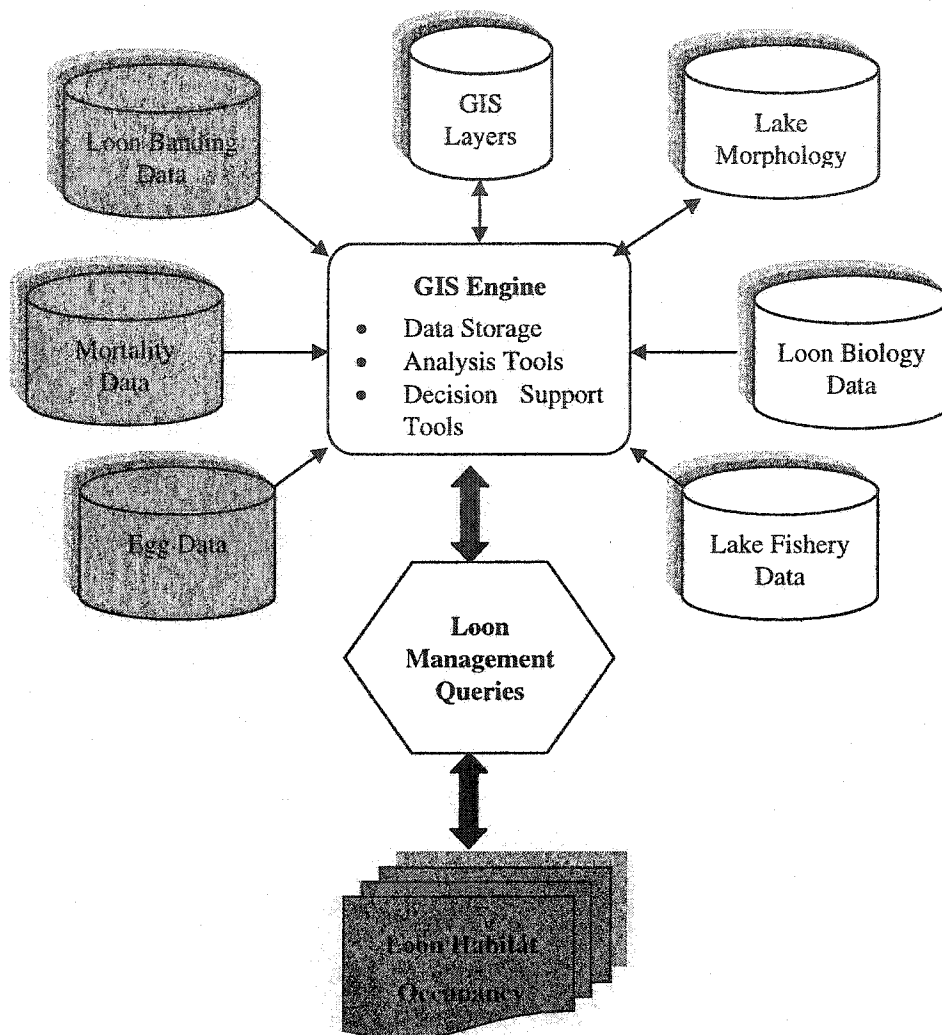 Loon Banding
Data
GIS
Layers
Lake
Morphology
GIS Engine
• Data Storage
• Analysis Tools
• Decision Support
Tools
Mortality
Data
Loon Biology
Data
Egg Data
Lake Fishery
Data
Loon
Management
Queries
Loon Habitat
Occupancy